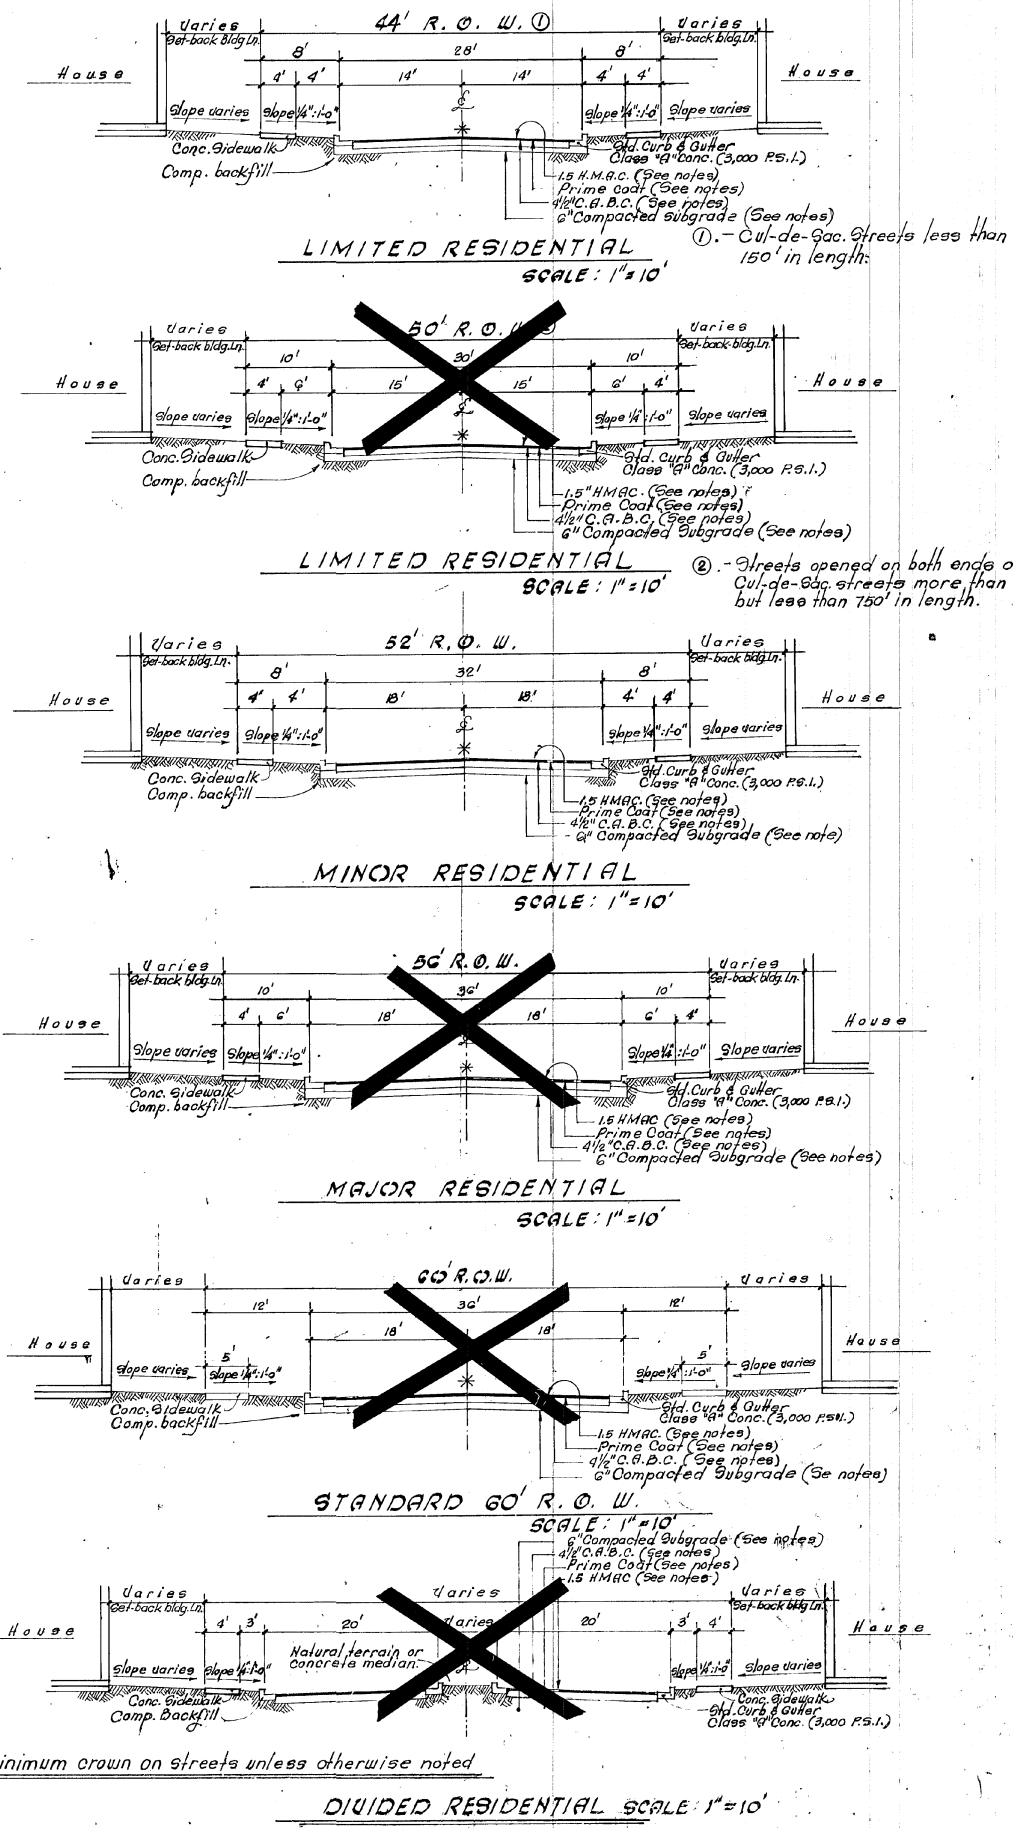 Varies 44' R. O. W. ① Varies
Set-back Bldg.Ln. Set-back Bldg.Ln.
8' 28' 8'
House 4' 4' 14' 14' 4' 4' House
Slope varies Slope ¼":1'-0" ℄ Slope ¼":1'-0" Slope varies
Conc. Sidewalk Std. Curb & Gutter
Comp. backfill Class "A" Conc. (3,000 P.S.I.)
1.5 H.M.A.C. (See notes)
Prime Coat (See notes)
4½" C.A.B.C. (See notes)
6" Compacted Subgrade (See notes)
LIMITED RESIDENTIAL
SCALE: 1"=10'
①.- Cul-de-Sac. Streets less than
150' in length.
Varies 50' R. O. Varies
Set-back bldg.Ln. Set-back bldg.Ln.
10' 30' 10'
House 4' 6' 15' 15' 6' 4' House
Slope varies Slope ¼":1'-0" ℄ Slope ¼":1'-0" Slope varies
Conc. Sidewalk Std. Curb & Gutter
Comp. backfill Class "A" Conc. (3,000 P.S.I.)
1.5" HMAC. (See notes)
Prime Coat (See notes)
4½" C.A.B.C. (See notes)
6" Compacted Subgrade (See notes)
LIMITED RESIDENTIAL
SCALE: 1"=10'
②.- Streets opened on both ends
Cul-de-Sac. streets more than
but less than 750' in length.
Varies 52' R. O. W. Varies
Set-back bldg.Ln. Set-back bldg.Ln.
8' 32' 8'
House 4' 4' 18' 18' 4' 4' House
Slope varies Slope ¼":1'-0" ℄ Slope ¼":1'-0" Slope varies
Conc. Sidewalk Std. Curb & Gutter
Comp. backfill Class "A" Conc. (3,000 P.S.I.)
1.5 HMAC. (See notes)
Prime Coat (See notes)
4½" C.A.B.C. (See notes)
6" Compacted Subgrade (See note)
MINOR RESIDENTIAL
SCALE: 1"=10'
Varies 56' R.O.W. Varies
Set-back bldg.Ln. Set-back bldg.Ln.
10' 36' 10'
House 4' 6' 18' 18' 6' 4' House
Slope varies Slope ¼":1'-0" Slope ¼":1'-0" Slope varies
Conc. Sidewalk Std. Curb & Gutter
Comp. backfill Class "A" Conc. (3,000 P.S.I.)
1.5 HMAC (See notes)
Prime Coat (See notes)
4½" C.A.B.C. (See notes)
6" Compacted Subgrade (See notes)
MAJOR RESIDENTIAL
SCALE: 1"=10'
Varies 60' R.O.W. Varies
12' 36' 12'
House 5' 18' 18' 5' House
Slope varies Slope ¼":1'-0" Slope ¼":1'-0" Slope varies
Conc. Sidewalk Std. Curb & Gutter
Comp. backfill Class "A" Conc. (3,000 P.S.I.)
1.5 HMAC. (See notes)
Prime Coat (See notes)
4½" C.A.B.C. (See notes)
6" Compacted Subgrade (Se notes)
STANDARD 60' R. O. W.
SCALE: 1"=10'
6" Compacted Subgrade (See notes)
4½" C.A.B.C. (See notes)
Prime Coat (See notes)
1.5 HMAC (See notes)
Varies Varies Varies
Set-back bldg.Ln. Set-back bldg.Ln.
House 4' 3' 20' Varies 20' 3' 4' House
Natural terrain or
concrete median.
Slope varies Slope ¼":1'-0" Slope ¼":1'-0" Slope varies
Conc. Sidewalk Conc. Sidewalk
Comp. Backfill Std. Curb & Gutter
Class "A" Conc. (3,000 P.S.I.)
inimum crown on streets unless otherwise noted
DIVIDED RESIDENTIAL SCALE: 1"=10'